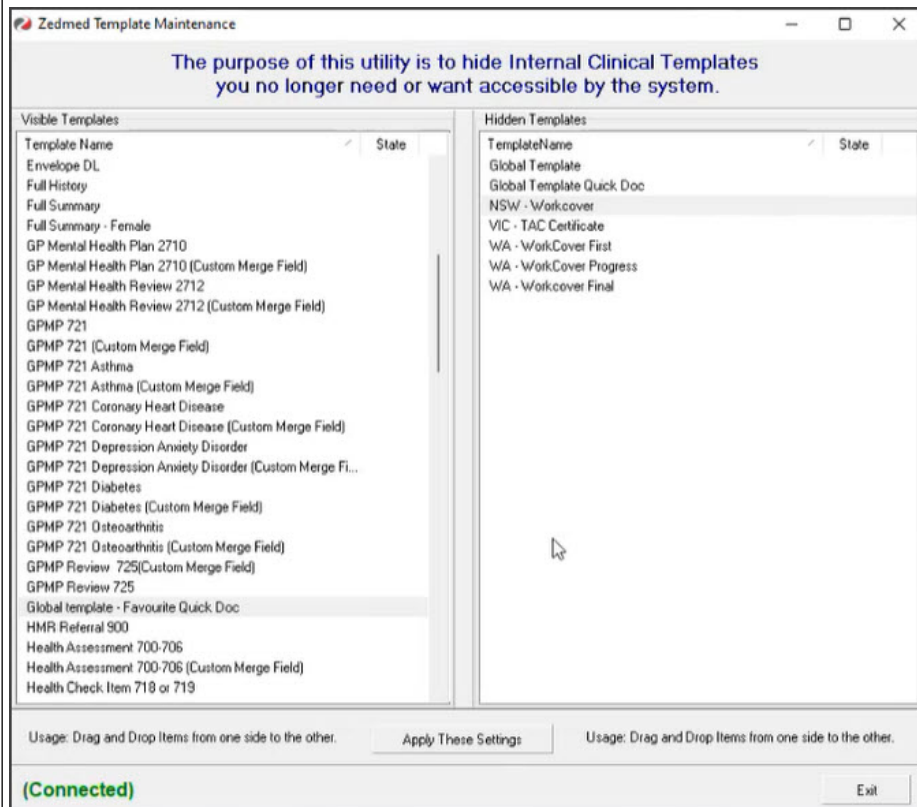 Zedmed Template Maintenance
The purpose of this utility is to hide Internal Clinical Templates
you no longer need or want accessible by the system.
Visible Templates
Template Name State
Envelope DL
Full History
Full Summary
Full Summary - Female
GP Mental Health Plan 2710
GP Mental Health Plan 2710 (Custom Merge Field)
GP Mental Health Review 2712
GP Mental Health Review 2712 (Custom Merge Field)
GPMP 721
GPMP 721 (Custom Merge Field)
GPMP 721 Asthma
GPMP 721 Asthma (Custom Merge Field)
GPMP 721 Coronary Heart Disease
GPMP 721 Coronary Heart Disease (Custom Merge Field)
GPMP 721 Depression Anxiety Disorder
GPMP 721 Depression Anxiety Disorder (Custom Merge Fi...
GPMP 721 Diabetes
GPMP 721 Diabetes (Custom Merge Field)
GPMP 721 Osteoarthritis
GPMP 721 Osteoarthritis (Custom Merge Field)
GPMP Review 725(Custom Merge Field)
GPMP Review 725
Global template - Favourite Quick Doc
HMR Referral 900
Health Assessment 700-706
Health Assessment 700-706 (Custom Merge Field)
Health Check Item 718 or 719
Hidden Templates
TemplateName State
Global Template
Global Template Quick Doc
NSW - Workcover
VIC - TAC Certificate
WA - WorkCover First
WA - WorkCover Progress
WA - Workcover Final
Usage: Drag and Drop Items from one side to the other.
Apply These Settings
Usage: Drag and Drop Items from one side to the other.
(Connected)
Exit